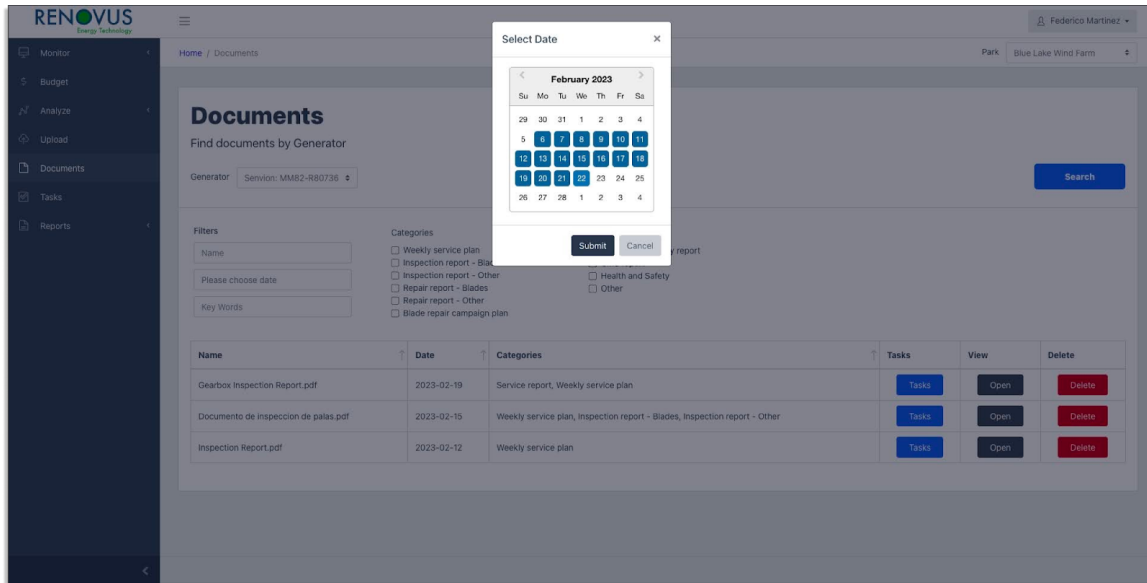 RENOVUS
Energy Technology
Federico Martinez
Select Date
×
Monitor
Home / Documents
Park
Blue Lake Wind Farm
Budget
Analyze
Upload
Documents
Tasks
Reports
Documents
Find documents by Generator
Generator
Senvion: MM82-R80736
Search
February 2023
Su Mo Tu We Th Fr Sa
29 30 31 1 2 3 4
5 6 7 8 9 10 11
12 13 14 15 16 17 18
19 20 21 22 23 24 25
26 27 28 1 2 3 4
Submit
Cancel
Filters
Name
Please choose date
Key Words
Categories
Weekly service plan
Inspection report - Blad
Inspection report - Other
Repair report - Blades
Repair report - Other
Blade repair campaign plan
y report
Health and Safety
Other
Name Date Categories Tasks View Delete
Gearbox Inspection Report.pdf 2023-02-19 Service report, Weekly service plan Tasks Open Delete
Documento de inspeccion de palas.pdf 2023-02-15 Weekly service plan, Inspection report - Blades, Inspection report - Other Tasks Open Delete
Inspection Report.pdf 2023-02-12 Weekly service plan Tasks Open Delete